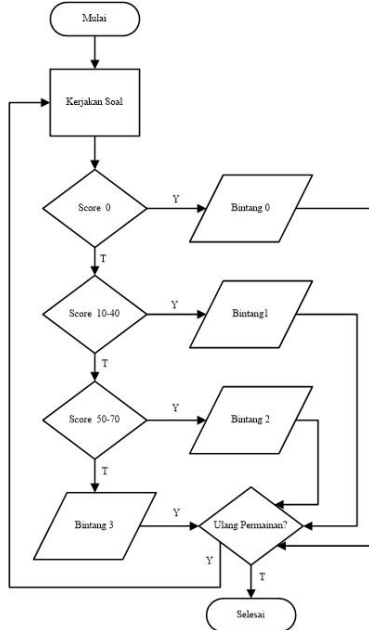 Mulai
Kerjakan Soal
Score 0
Y
Bintang 0
T
Score 10-40
Y
Bintang1
T
Score 50-70
Y
Bintang 2
T
Bintang 3
Y
Ulang Permainan?
Y
T
Selesai